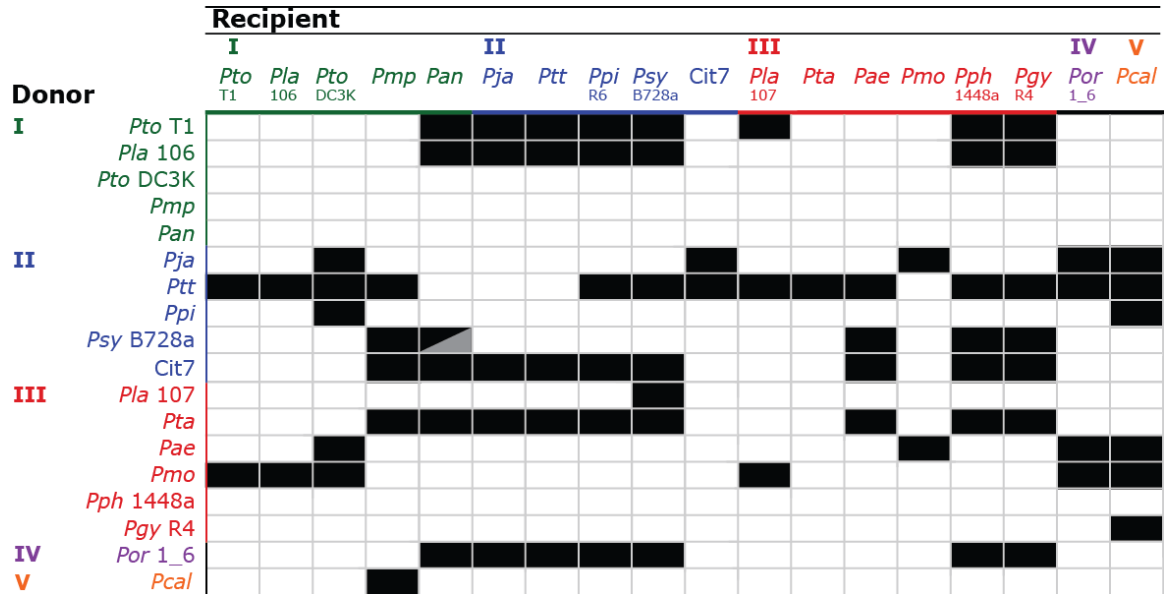 Recipient
I II III IV V
Pto Pla Pto Pmp Pan Pja Ptt Ppi Psy Cit7 Pla Pta Pae Pmo Pph Pgy Por Pcal
T1 106 DC3K R6 B728a 107 1448a R4 1_6
Donor
I Pto T1
Pla 106
Pto DC3K
Pmp
Pan
II Pja
Ptt
Ppi
Psy B728a
Cit7
III Pla 107
Pta
Pae
Pmo
Pph 1448a
Pgy R4
IV Por 1_6
V Pcal